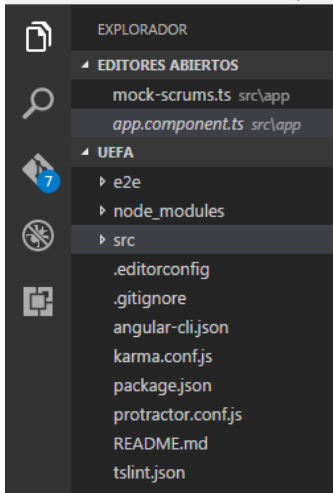 EXPLORADOR
EDITORES ABIERTOS
mock-scrums.ts src\app
app.component.ts src\app
UEFA
7
e2e
node_modules
src
.editorconfig
.gitignore
angular-cli.json
karma.conf.js
package.json
protractor.conf.js
README.md
tslint.json